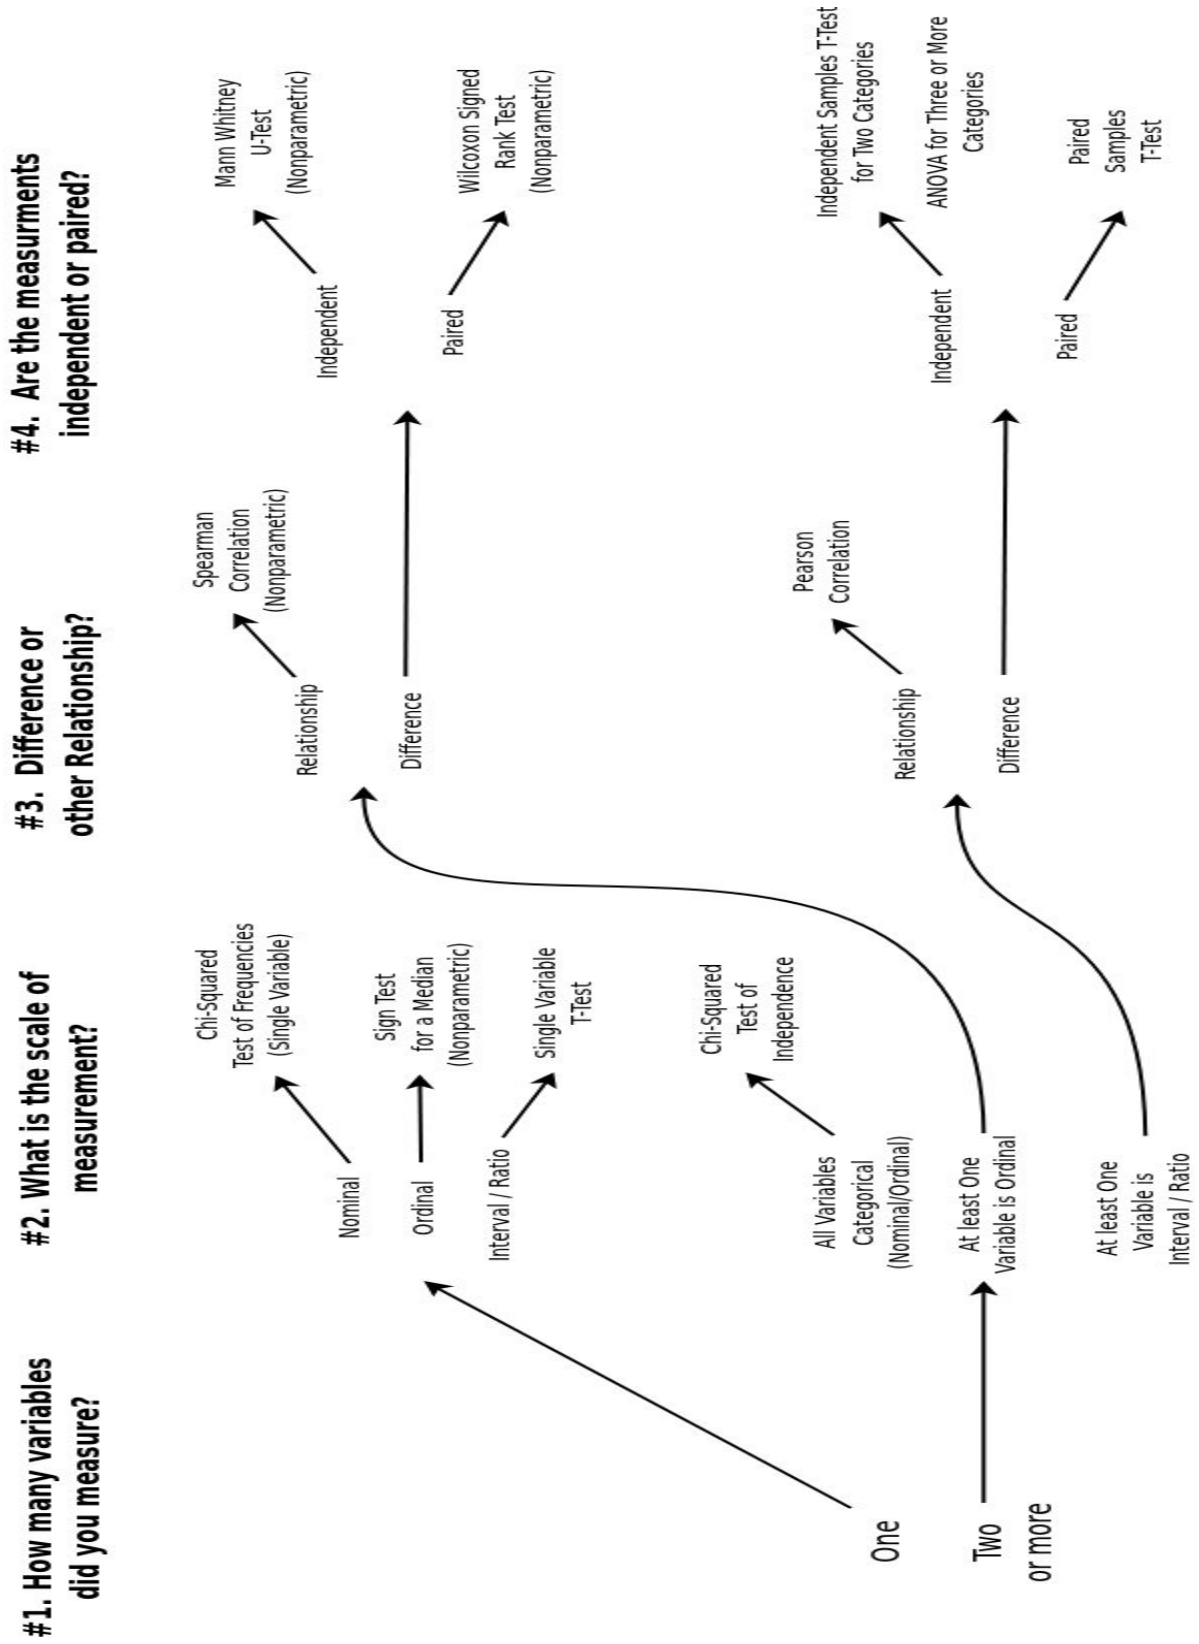 #1. How many variables
did you measure?
One
Two
or more
#2. What is the scale of
measurement?
Nominal
Chi-Squared
Test of Frequencies
(Single Variable)
Ordinal
Sign Test
for a Median
(Nonparametric)
Interval / Ratio
Single Variable
T-Test
All Variables
Categorical
(Nominal/Ordinal)
Chi-Squared
Test of
Independence
At least One
Variable is Ordinal
At least One
Variable is
Interval / Ratio
#3. Difference or
other Relationship?
Relationship
Spearman
Correlation
(Nonparametric)
Difference
Relationship
Pearson
Correlation
Difference
#4. Are the measurments
independent or paired?
Independent
Mann Whitney
U-Test
(Nonparametric)
Paired
Wilcoxon Signed
Rank Test
(Nonparametric)
Independent
Independent Samples T-Test
for Two Categories
ANOVA for Three or More
Categories
Paired
Paired
Samples
T-Test